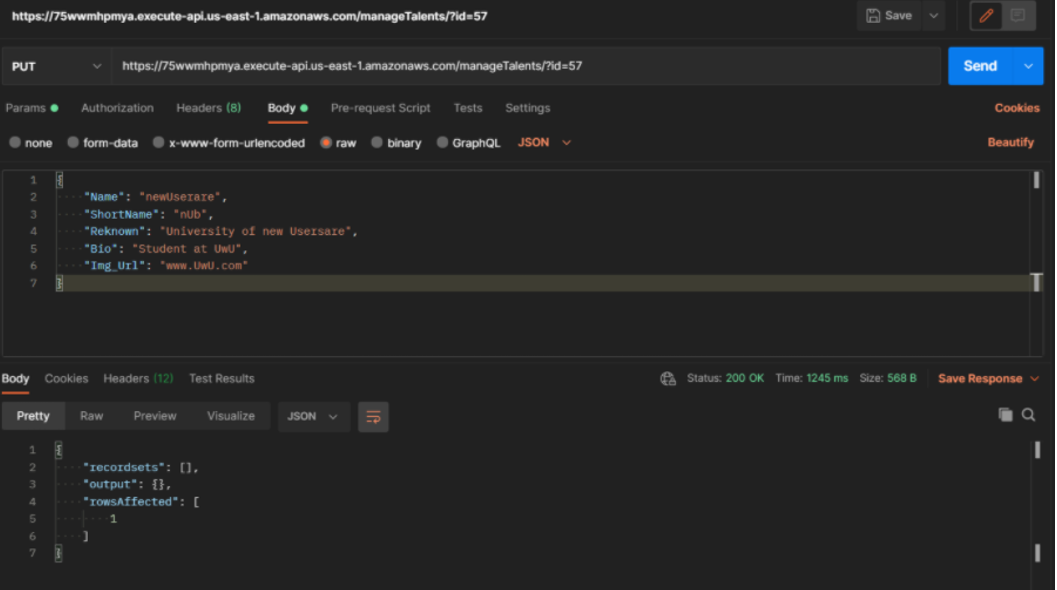 https://75wwmhpmya.execute-api.us-east-1.amazonaws.com/manageTalents/?id=57 Save
PUT https://75wwmhpmya.execute-api.us-east-1.amazonaws.com/manageTalents/?id=57 Send
Params Authorization Headers (8) Body Pre-request Script Tests Settings Cookies
none form-data x-www-form-urlencoded raw binary GraphQL JSON Beautify
1 {
2 "Name": "newUserare",
3 "ShortName": "nUb",
4 "Reknown": "University of new Usersare",
5 "Bio": "Student at UwU",
6 "Img_Url": "www.UwU.com"
7 }
Body Cookies Headers (12) Test Results Status: 200 OK Time: 1245 ms Size: 568 B Save Response
Pretty Raw Preview Visualize JSON
1 {
2 "recordsets": [],
3 "output": {},
4 "rowsAffected": [
5 1
6 ]
7 }